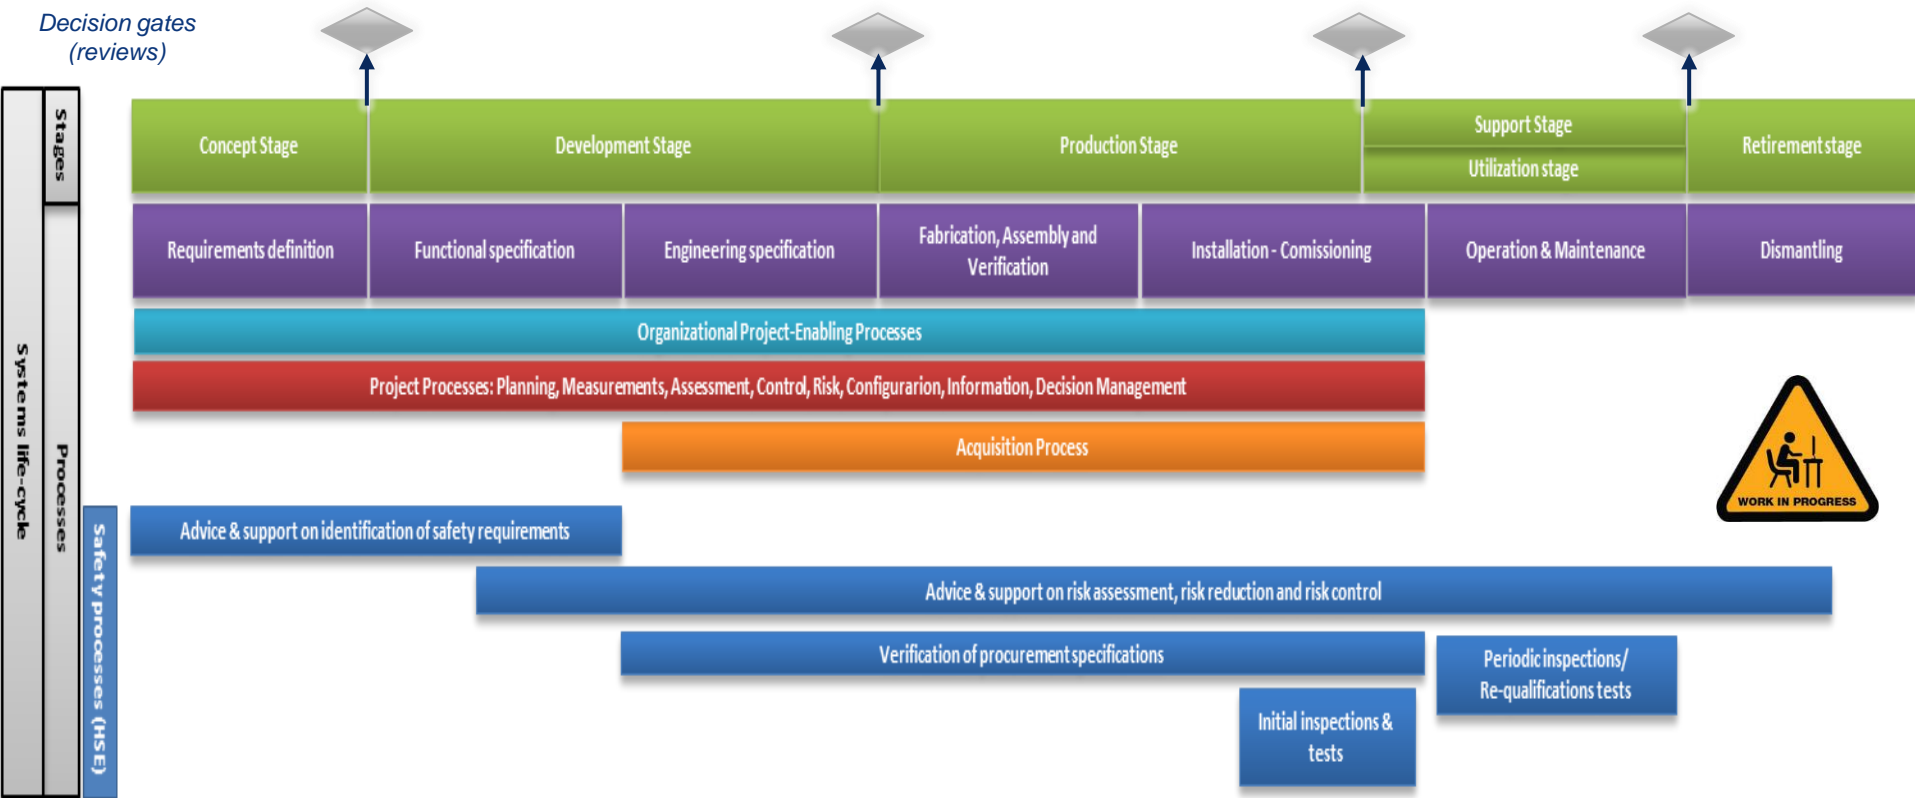 Decision gates
(reviews)
Systems life-cycle
Stages
Concept Stage
Development Stage
Production Stage
Support Stage
Utilization stage
Retirement stage
Processes
Requirements definition
Functional specification
Engineering specification
Fabrication, Assembly and
Verification
Installation - Comissioning
Operation & Maintenance
Dismantling
Organizational Project-Enabling Processes
Project Processes: Planning, Measurements, Assessment, Control, Risk, Configurarion, Information, Decision Management
Acquisition Process
WORK IN PROGRESS
Safety processes (HSE)
Advice & support on identification of safety requirements
Advice & support on risk assessment, risk reduction and risk control
Verification of procurement specifications
Periodic inspections/
Re-qualifications tests
Initial inspections &
tests